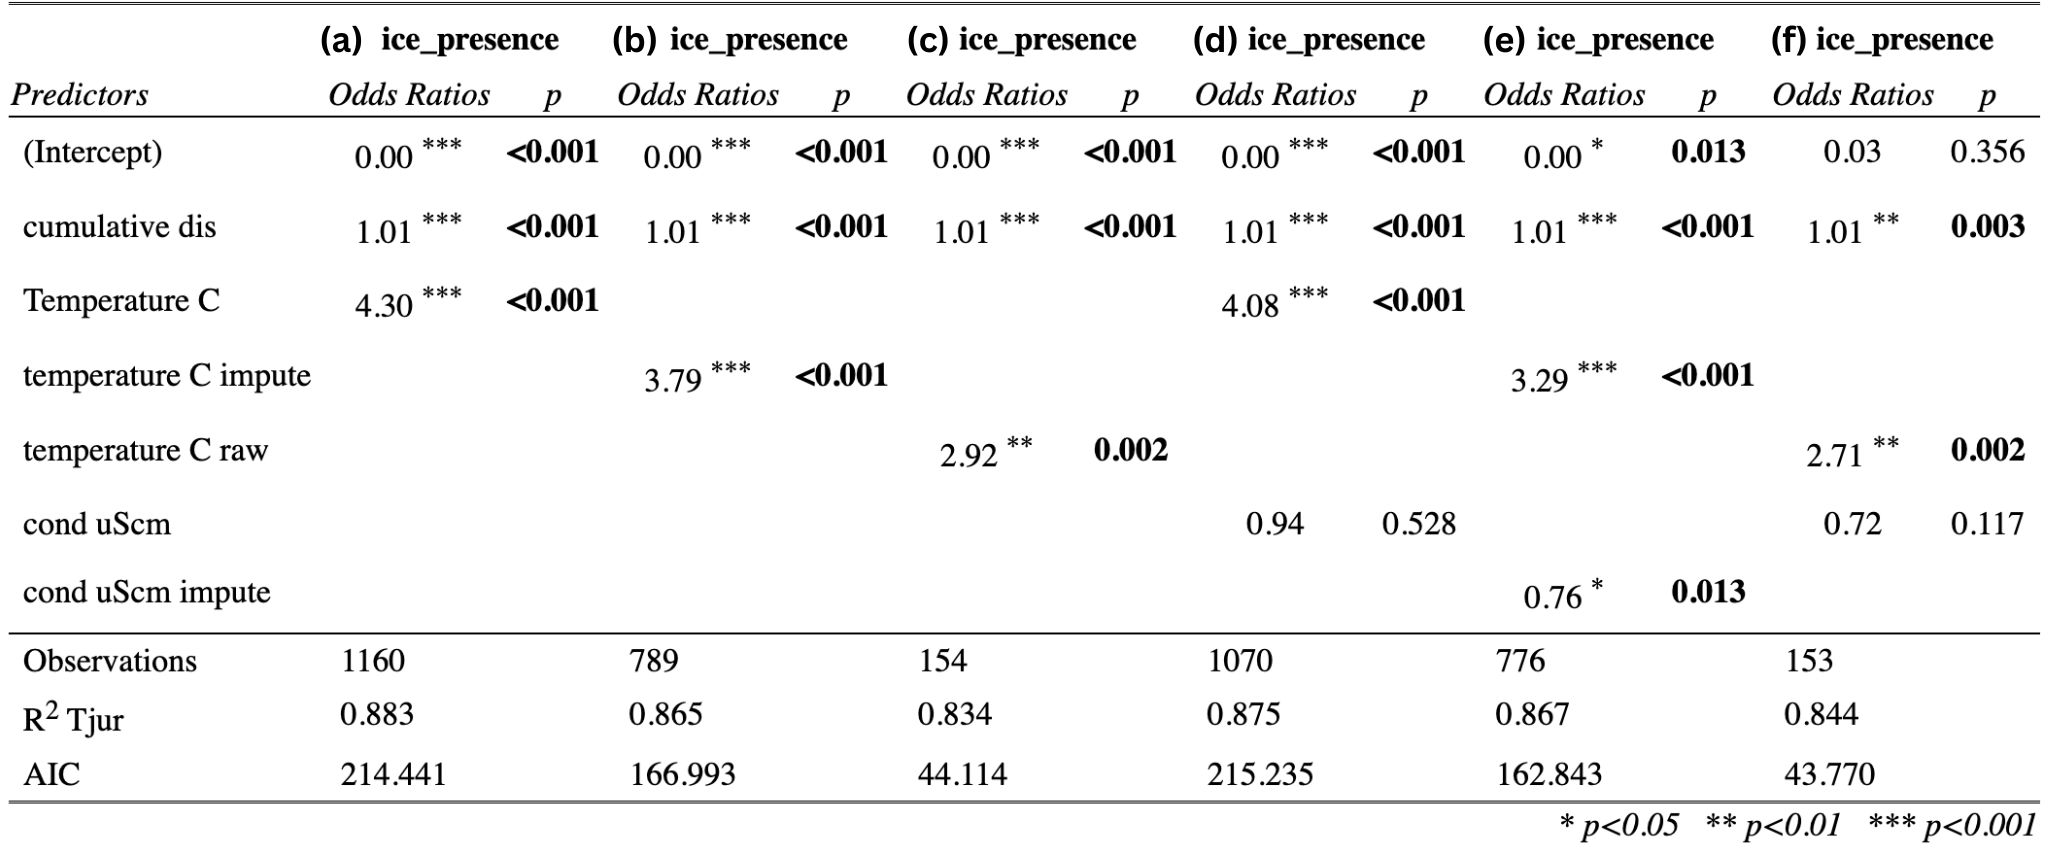 (a) ice_presence (b) ice_presence (c) ice_presence (d) ice_presence (e) ice_presence (f) ice_presence
Predictors Odds Ratios p Odds Ratios p Odds Ratios p Odds Ratios p Odds Ratios p Odds Ratios p
(Intercept) 0.00 *** <0.001 0.00 *** <0.001 0.00 *** <0.001 0.00 *** <0.001 0.00 * 0.013 0.03 0.356
cumulative dis 1.01 *** <0.001 1.01 *** <0.001 1.01 *** <0.001 1.01 *** <0.001 1.01 *** <0.001 1.01 ** 0.003
Temperature C 4.30 *** <0.001 4.08 *** <0.001
temperature C impute 3.79 *** <0.001 3.29 *** <0.001
temperature C raw 2.92 ** 0.002 2.71 ** 0.002
cond uScm 0.94 0.528 0.72 0.117
cond uScm impute 0.76 * 0.013
Observations 1160 789 154 1070 776 153
R² Tjur 0.883 0.865 0.834 0.875 0.867 0.844
AIC 214.441 166.993 44.114 215.235 162.843 43.770
* p<0.05 ** p<0.01 *** p<0.001